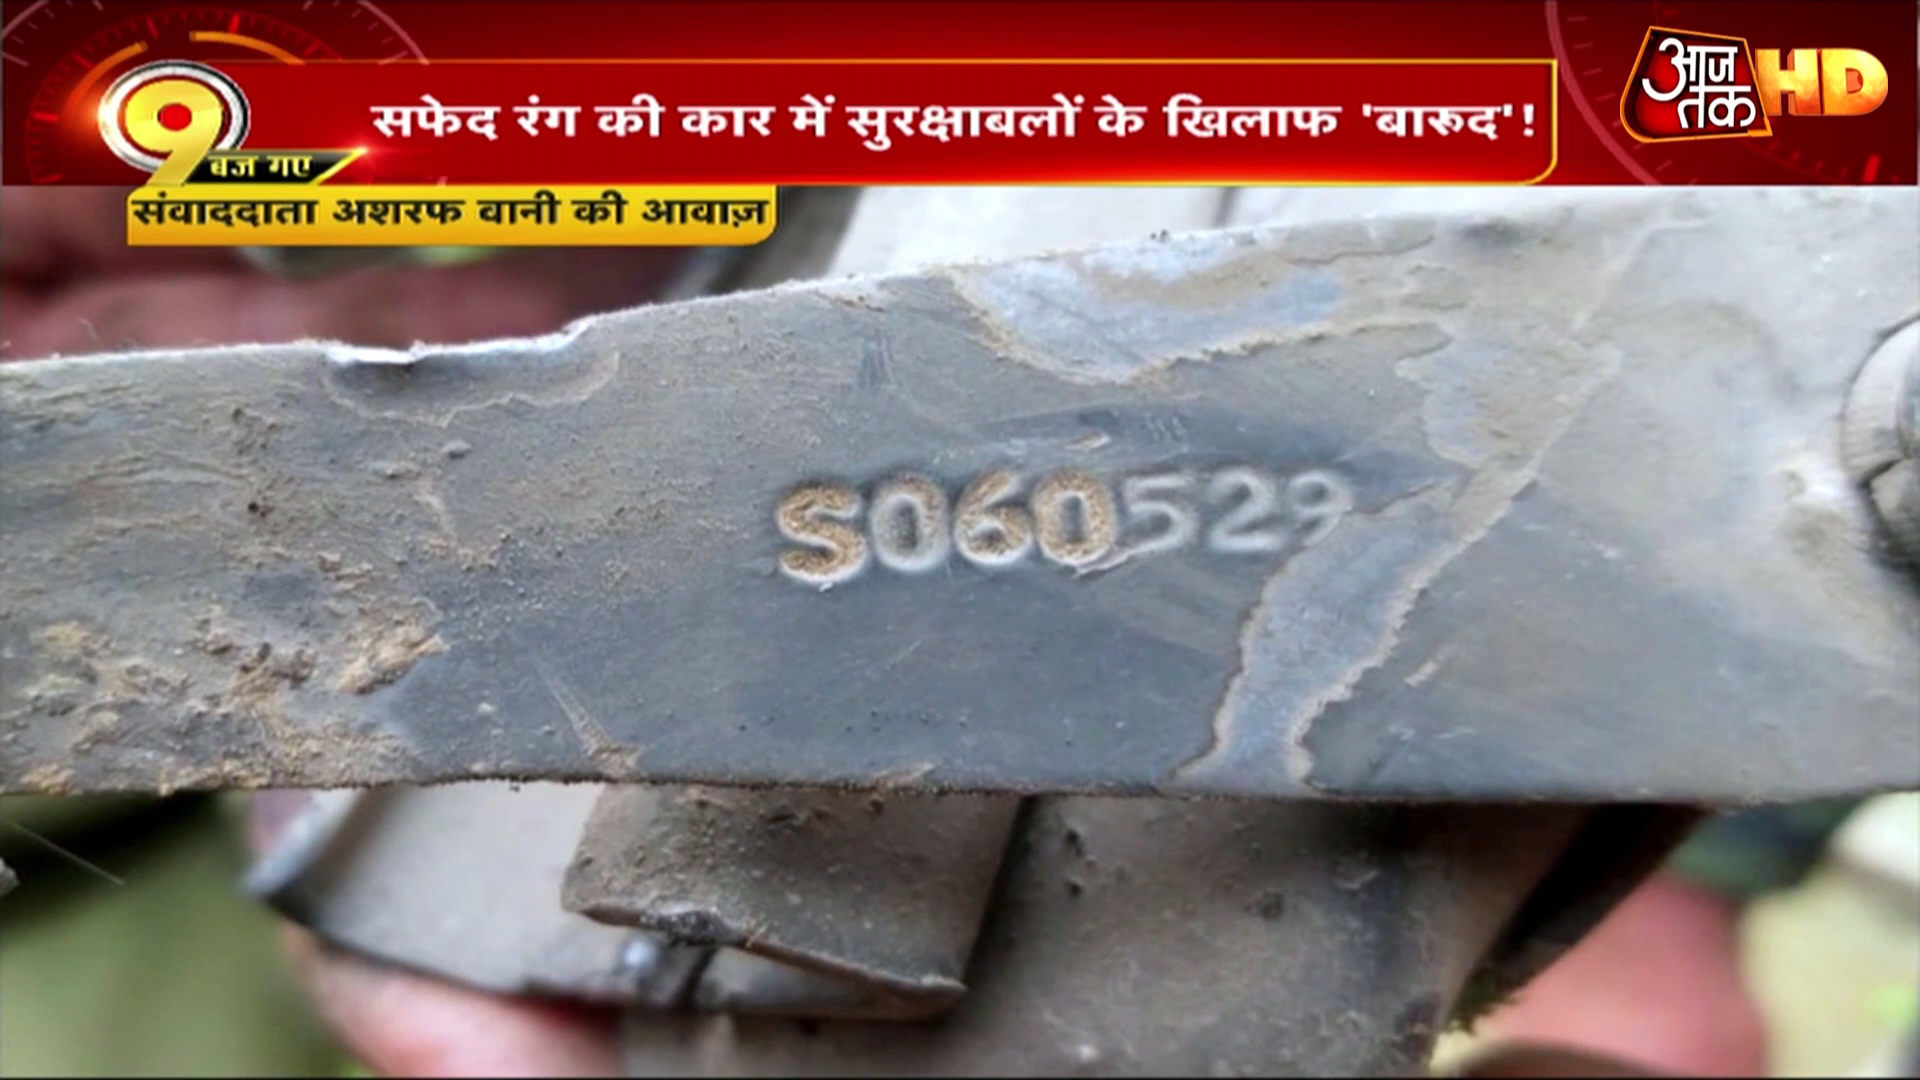 सफेद रंग की कार में सुरक्षाबलों के खिलाफ 'बारूद'!
आज
तक HD
9
बज गए
संवाददाता अशरफ वानी की आवाज़
S060529